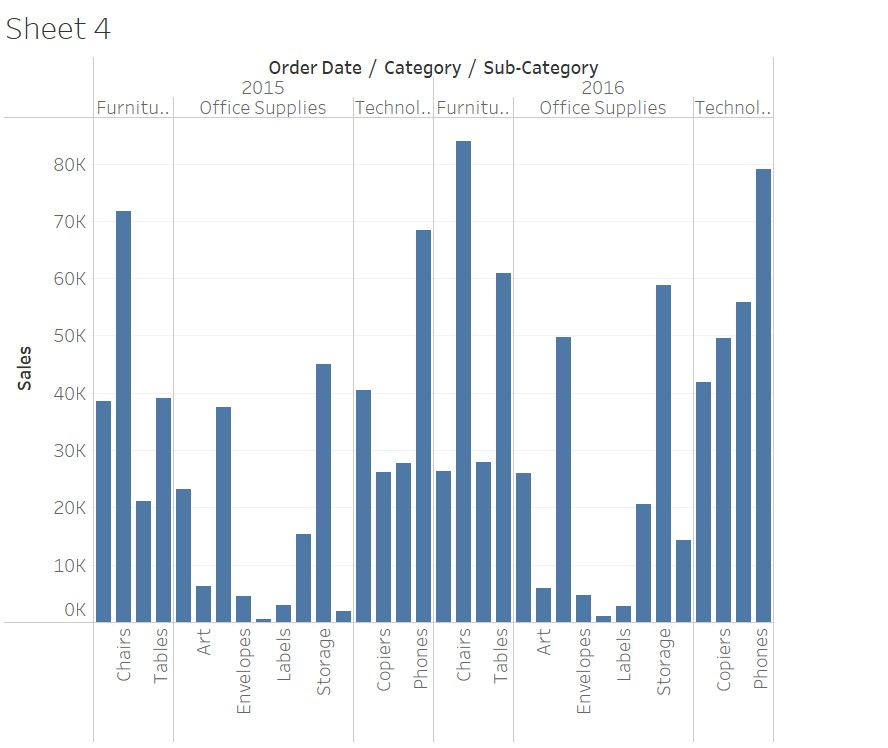 Sheet 4
Order Date / Category / Sub-Category
2015 2016
Furnitu.. Office Supplies Technol.. Furnitu.. Office Supplies Technol..
80K
70K
60K
50K
40K
30K
20K
10K
0K
Sales
Chairs Tables Art Envelopes Labels Storage Copiers Phones Chairs Tables Art Envelopes Labels Storage Copiers Phones